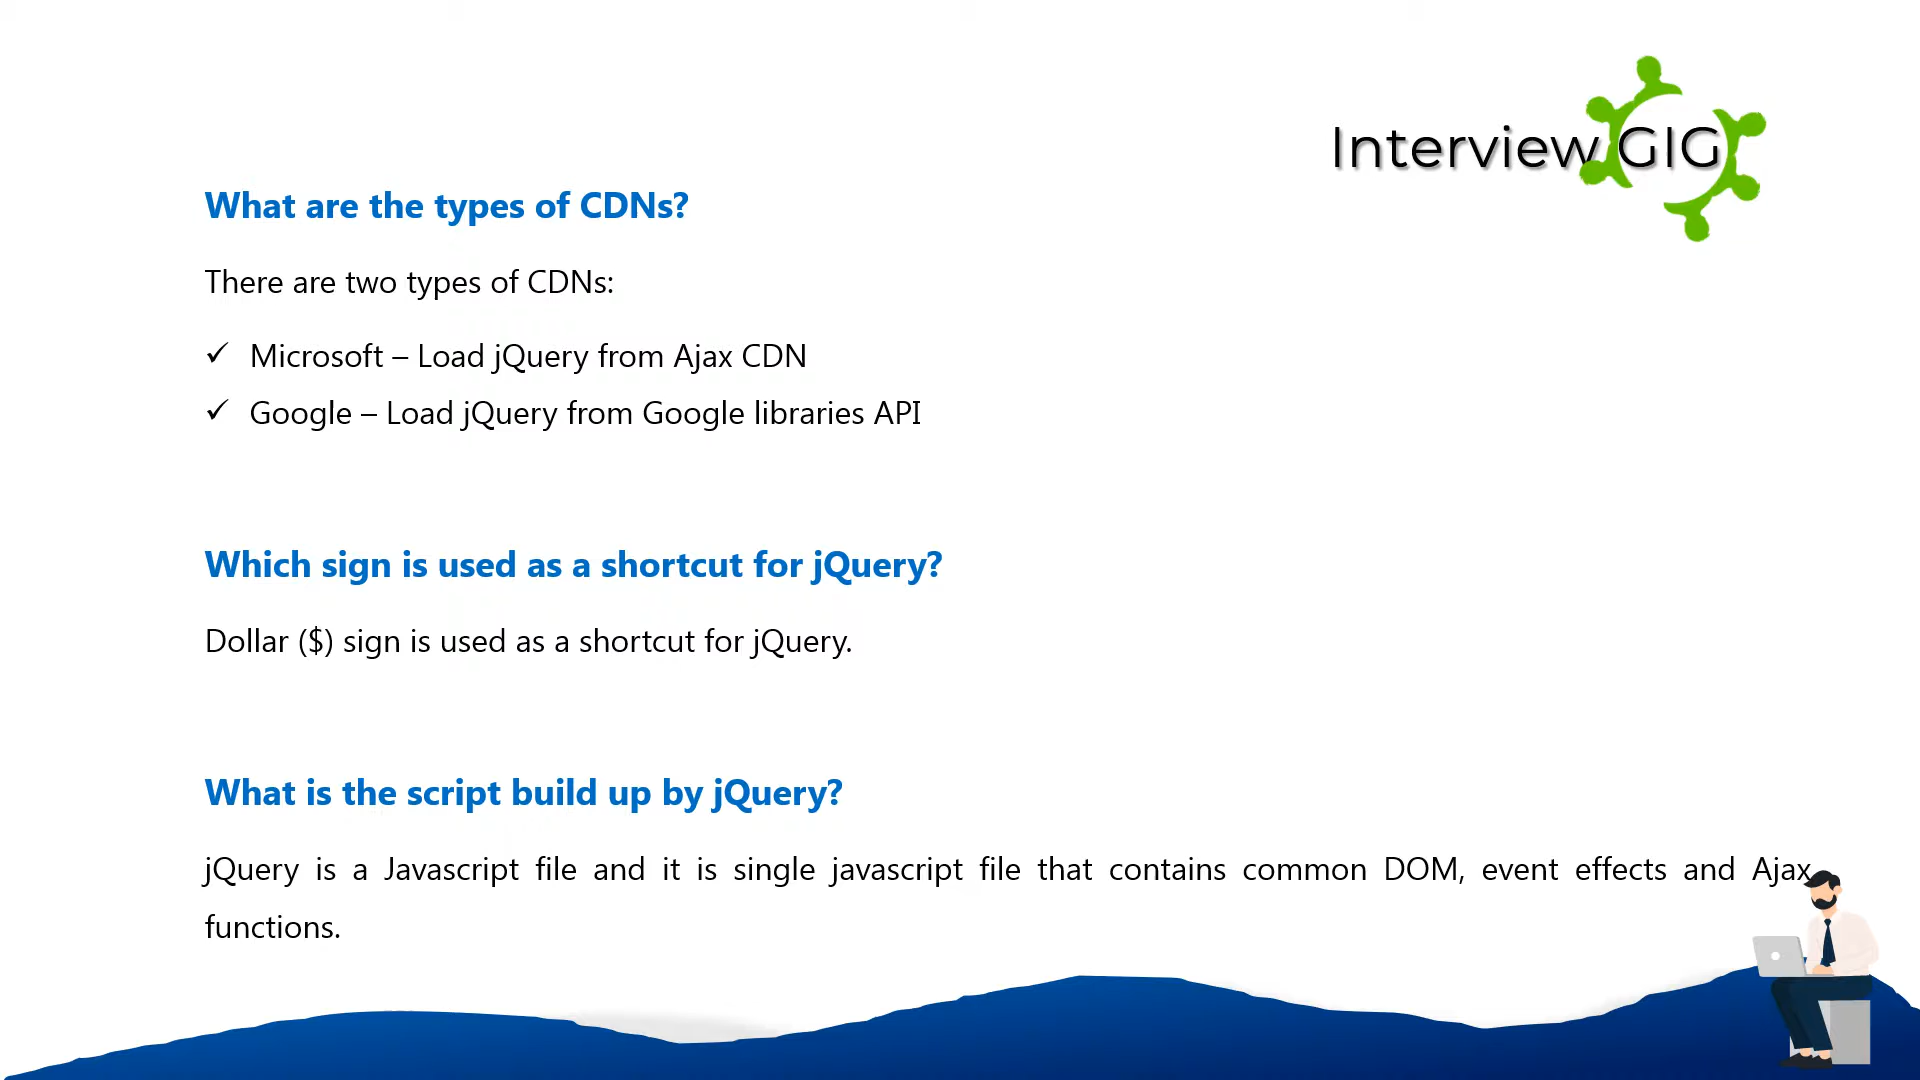 Interview GIG
What are the types of CDNs?
There are two types of CDNs:
✓ Microsoft – Load jQuery from Ajax CDN
✓ Google – Load jQuery from Google libraries API
Which sign is used as a shortcut for jQuery?
Dollar ($) sign is used as a shortcut for jQuery.
What is the script build up by jQuery?
jQuery is a Javascript file and it is single javascript file that contains common DOM, event effects and Ajax
functions.